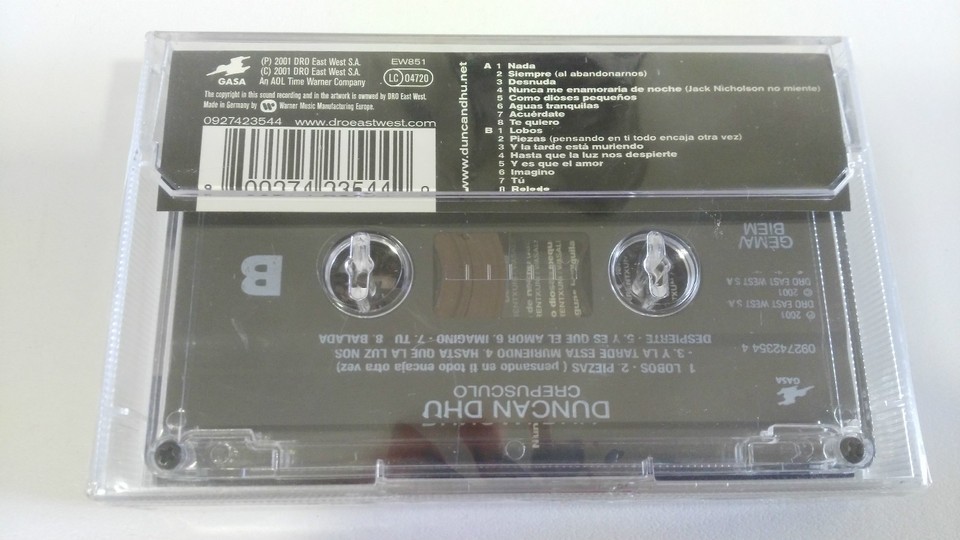 GASA
(P) 2001 DRO East West S.A.
(C) 2001 DRO East West S.A.
An AOL Time Warner Company
EW851
LC 04720
The copyright in this sound recording and in the artwork is ownwed by DRO East West.
Made in Germany by Warner Music Manufacturing Europe.
0927423544 www.droeastwest.com
www.duncandhu.net
A 1 Nada
2 Siempre (al abandonarnos)
3 Desnuda
4 Nunca me enamoraría de noche (Jack Nicholson no miente)
5 Como dioses pequeños
6 Aguas tranquilas
7 Acuérdate
8 Te quiero
B 1 Lobos
2 Piezas (pensando en ti todo encaja otra vez)
3 Y la tarde está muriendo
4 Hasta que la luz nos despierte
5 Y es que el amor
6 Imagino
7 Tú
GASA
DUNCAN DHU
CREPUSCULO
1 LOBOS - 2. PIEZAS ( pensando en ti todo encaja otra vez)
- 3. Y LA TARDE ESTA MURIENDO 4. HASTA QUE LA LUZ NOS
DESPIERTE - 5. Y ES QUE EL AMOR 6. IMAGINO - 7. TU 8. BALADA
092742354 4
℗ 2001
DRO EAST WEST S.A
© 2001
DRO EAST WEST S.A
B
GEMA/
BIEM